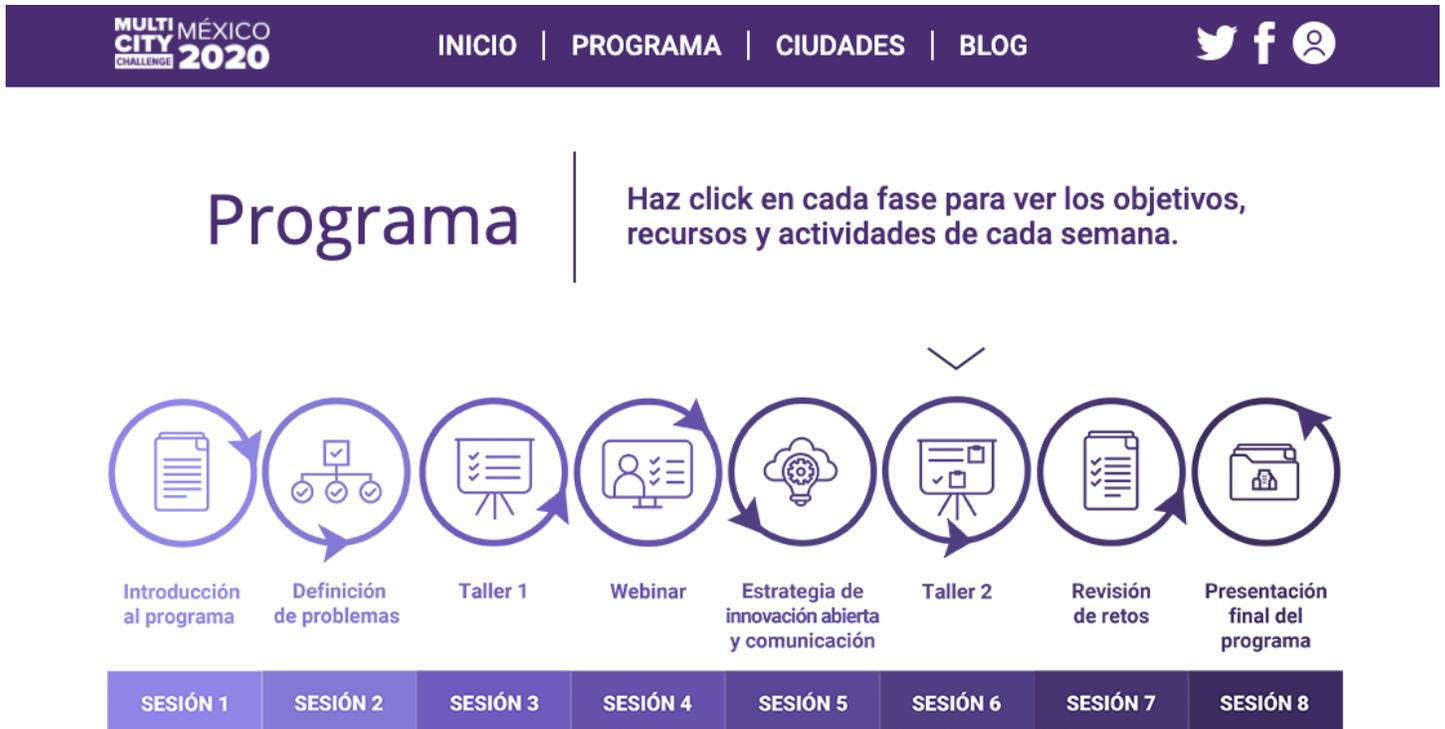 MULTI
CITY
CHALLENGE
MÉXICO
2020
INICIO | PROGRAMA | CIUDADES | BLOG
Programa
Haz click en cada fase para ver los objetivos,
recursos y actividades de cada semana.
Introducción
al programa
Definición
de problemas
Taller 1
Webinar
Estrategia de
innovación abierta
y comunicación
Taller 2
Revisión
de retos
Presentación
final del
programa
SESIÓN 1
SESIÓN 2
SESIÓN 3
SESIÓN 4
SESIÓN 5
SESIÓN 6
SESIÓN 7
SESIÓN 8